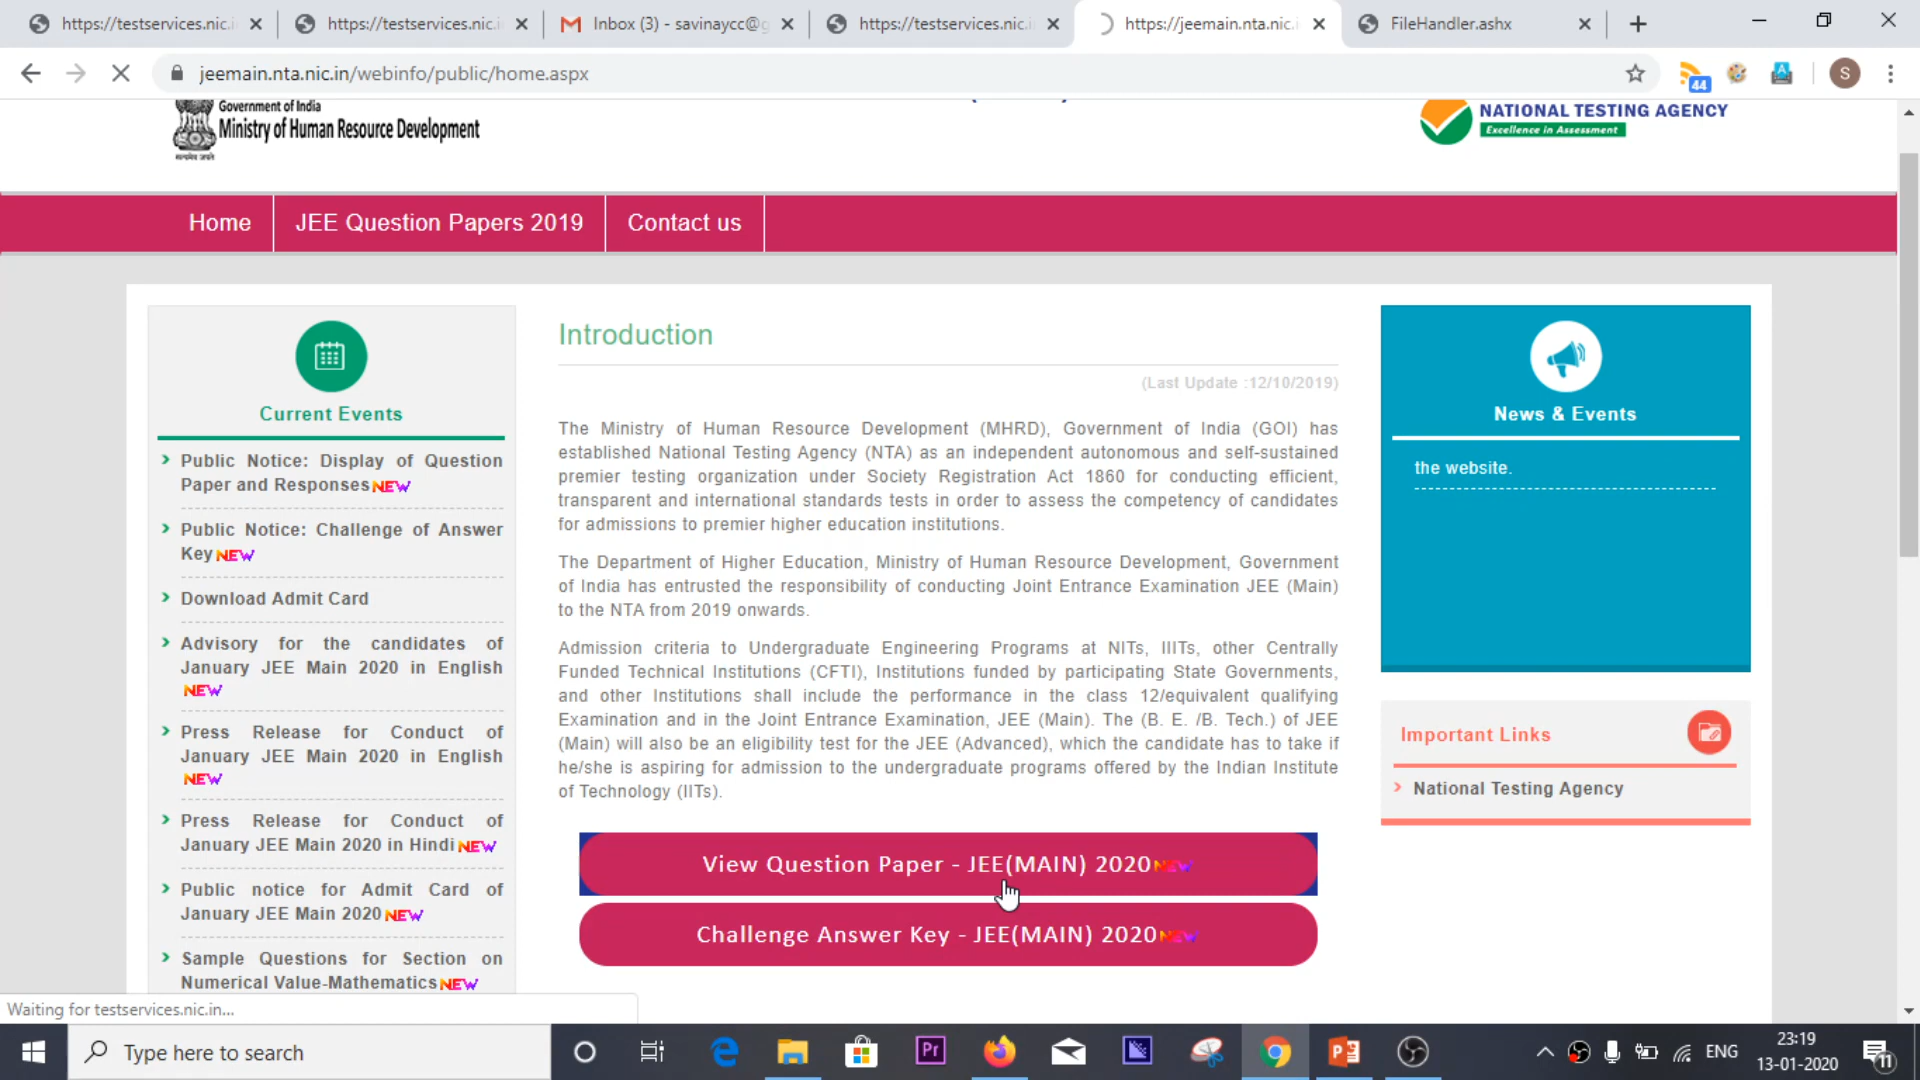 https://testservices.nic.i
https://testservices.nic.i
Inbox (3) - savinaycc@g
https://testservices.nic.i
https://jeemain.nta.nic.i
FileHandler.ashx
jeemain.nta.nic.in/webinfo/public/home.aspx
44
S
Government of India
Ministry of Human Resource Development
सत्यमेव जयते
NATIONAL TESTING AGENCY
Excellence in Assessment
Home
JEE Question Papers 2019
Contact us
Current Events
Public Notice: Display of Question
Paper and Responses NEW
Public Notice: Challenge of Answer
Key NEW
Download Admit Card
Advisory for the candidates of
January JEE Main 2020 in English
NEW
Press Release for Conduct of
January JEE Main 2020 in English
NEW
Press Release for Conduct of
January JEE Main 2020 in Hindi NEW
Public notice for Admit Card of
January JEE Main 2020 NEW
Sample Questions for Section on
Numerical Value-Mathematics NEW
Introduction
(Last Update :12/10/2019)
The Ministry of Human Resource Development (MHRD), Government of India (GOI) has
established National Testing Agency (NTA) as an independent autonomous and self-sustained
premier testing organization under Society Registration Act 1860 for conducting efficient,
transparent and international standards tests in order to assess the competency of candidates
for admissions to premier higher education institutions.
The Department of Higher Education, Ministry of Human Resource Development, Government
of India has entrusted the responsibility of conducting Joint Entrance Examination JEE (Main)
to the NTA from 2019 onwards.
Admission criteria to Undergraduate Engineering Programs at NITs, IIITs, other Centrally
Funded Technical Institutions (CFTI), Institutions funded by participating State Governments,
and other Institutions shall include the performance in the class 12/equivalent qualifying
Examination and in the Joint Entrance Examination, JEE (Main). The (B. E. /B. Tech.) of JEE
(Main) will also be an eligibility test for the JEE (Advanced), which the candidate has to take if
he/she is aspiring for admission to the undergraduate programs offered by the Indian Institute
of Technology (IITs).
View Question Paper - JEE(MAIN) 2020 NEW
Challenge Answer Key - JEE(MAIN) 2020 NEW
News & Events
the website.
Important Links
National Testing Agency
Waiting for testservices.nic.in...
Type here to search
Pr
ENG
23:19
13-01-2020
11